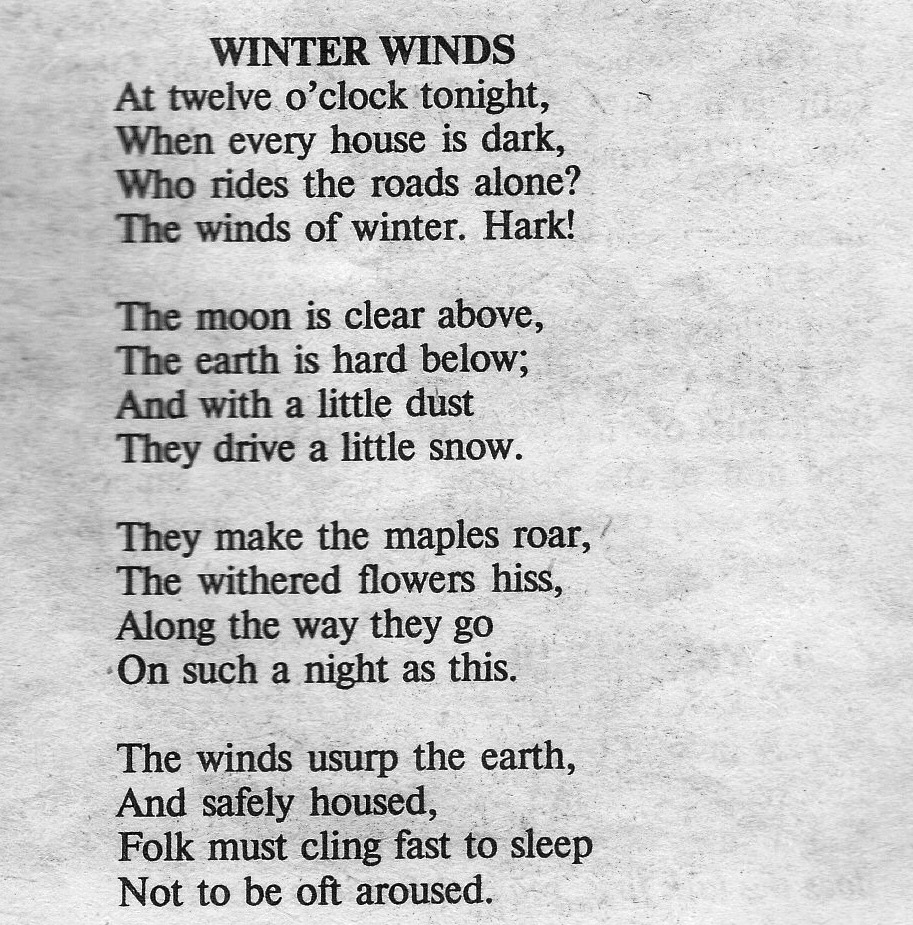 WINTER WINDS
At twelve o'clock tonight,
When every house is dark,
Who rides the roads alone?
The winds of winter. Hark!
The moon is clear above,
The earth is hard below;
And with a little dust
They drive a little snow.
They make the maples roar,
The withered flowers hiss,
Along the way they go
On such a night as this.
The winds usurp the earth,
And safely housed,
Folk must cling fast to sleep
Not to be oft aroused.